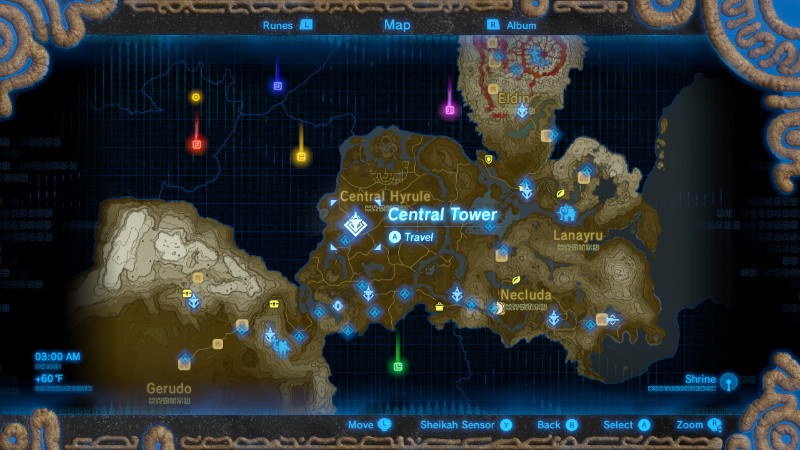 Runes L
Map
R Album
Eldin
Central Hyrule
Central Tower
A Travel
Lanayru
Necluda
03:00 AM
+60°F
Gerudo
Shrine
Move L
Sheikah Sensor Y
Back B
Select A
Zoom R